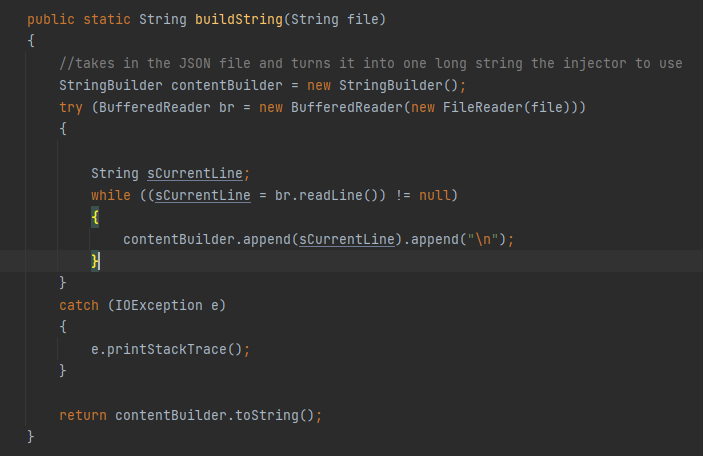 public static String buildString(String file)
{
//takes in the JSON file and turns it into one long string the injector to use
StringBuilder contentBuilder = new StringBuilder();
try (BufferedReader br = new BufferedReader(new FileReader(file)))
{
String sCurrentLine;
while ((sCurrentLine = br.readLine()) != null)
{
contentBuilder.append(sCurrentLine).append("\n");
}
}
catch (IOException e)
{
e.printStackTrace();
}
return contentBuilder.toString();
}